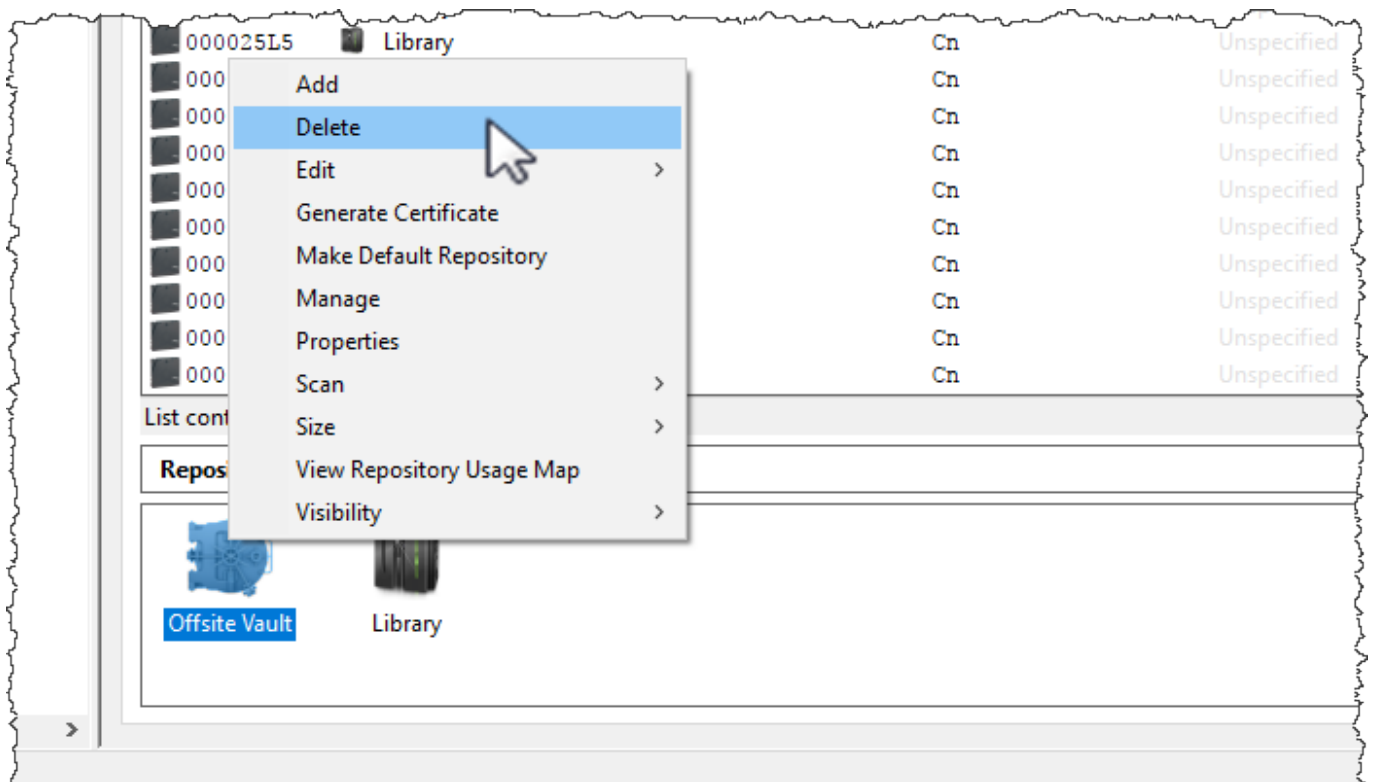 000025L5 Library Cn Unspecified
000 Cn Unspecified
000 Cn Unspecified
000 Cn Unspecified
000 Cn Unspecified
000 Cn Unspecified
000 Cn Unspecified
000 Cn Unspecified
000 Cn Unspecified
000 Cn Unspecified
Add
Delete
Edit >
Generate Certificate
Make Default Repository
Manage
Properties
Scan >
Size >
View Repository Usage Map
Visibility >
List cont
Reposi
Offsite Vault Library
>